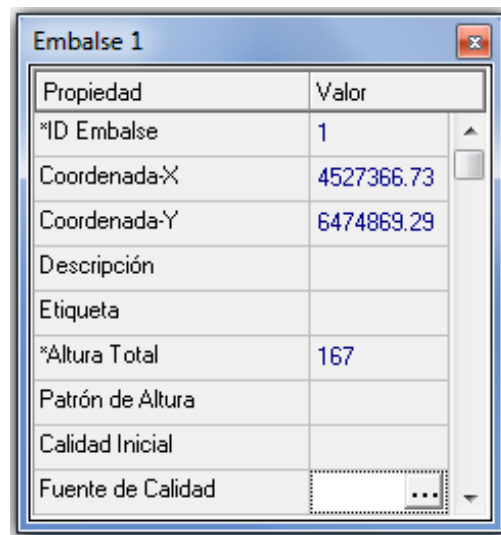 Embalse 1
Propiedad Valor
*ID Embalse 1
Coordenada-X 4527366.73
Coordenada-Y 6474869.29
Descripción
Etiqueta
*Altura Total 167
Patrón de Altura
Calidad Inicial
Fuente de Calidad ...